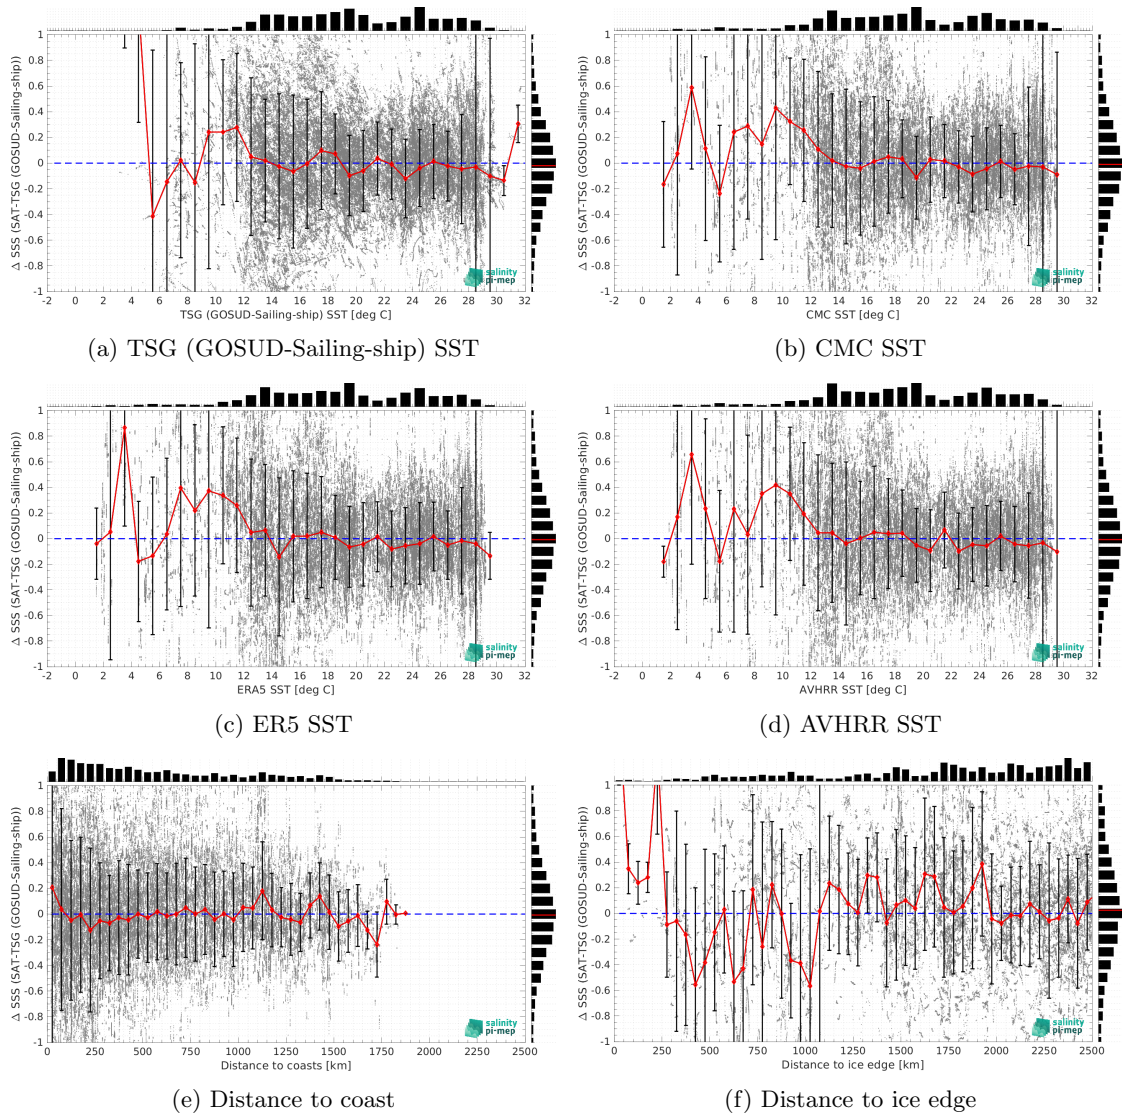 Δ SSS (SAT-TSG (GOSUD-Sailing-ship))
1
0.8
0.6
0.4
0.2
0
-0.2
-0.4
-0.6
-0.8
-1
salinity
pi-mep
-2 0 2 4 6 8 10 12 14 16 18 20 22 24 26 28 30 32
TSG (GOSUD-Sailing-ship) SST [deg C]
(a) TSG (GOSUD-Sailing-ship) SST
Δ SSS (SAT-TSG (GOSUD-Sailing-ship))
1
0.8
0.6
0.4
0.2
0
-0.2
-0.4
-0.6
-0.8
-1
salinity
pi-mep
-2 0 2 4 6 8 10 12 14 16 18 20 22 24 26 28 30 32
CMC SST [deg C]
(b) CMC SST
Δ SSS (SAT-TSG (GOSUD-Sailing-ship))
1
0.8
0.6
0.4
0.2
0
-0.2
-0.4
-0.6
-0.8
-1
salinity
pi-mep
-2 0 2 4 6 8 10 12 14 16 18 20 22 24 26 28 30 32
ERA5 SST [deg C]
(c) ER5 SST
Δ SSS (SAT-TSG (GOSUD-Sailing-ship))
1
0.8
0.6
0.4
0.2
0
-0.2
-0.4
-0.6
-0.8
-1
salinity
pi-mep
-2 0 2 4 6 8 10 12 14 16 18 20 22 24 26 28 30 32
AVHRR SST [deg C]
(d) AVHRR SST
Δ SSS (SAT-TSG (GOSUD-Sailing-ship))
1
0.8
0.6
0.4
0.2
0
-0.2
-0.4
-0.6
-0.8
-1
salinity
pi-mep
0 250 500 750 1000 1250 1500 1750 2000 2250 2500
Distance to coasts [km]
(e) Distance to coast
Δ SSS (SAT-TSG (GOSUD-Sailing-ship))
1
0.8
0.6
0.4
0.2
0
-0.2
-0.4
-0.6
-0.8
-1
salinity
pi-mep
0 250 500 750 1000 1250 1500 1750 2000 2250 2500
Distance to ice edge [km]
(f) Distance to ice edge